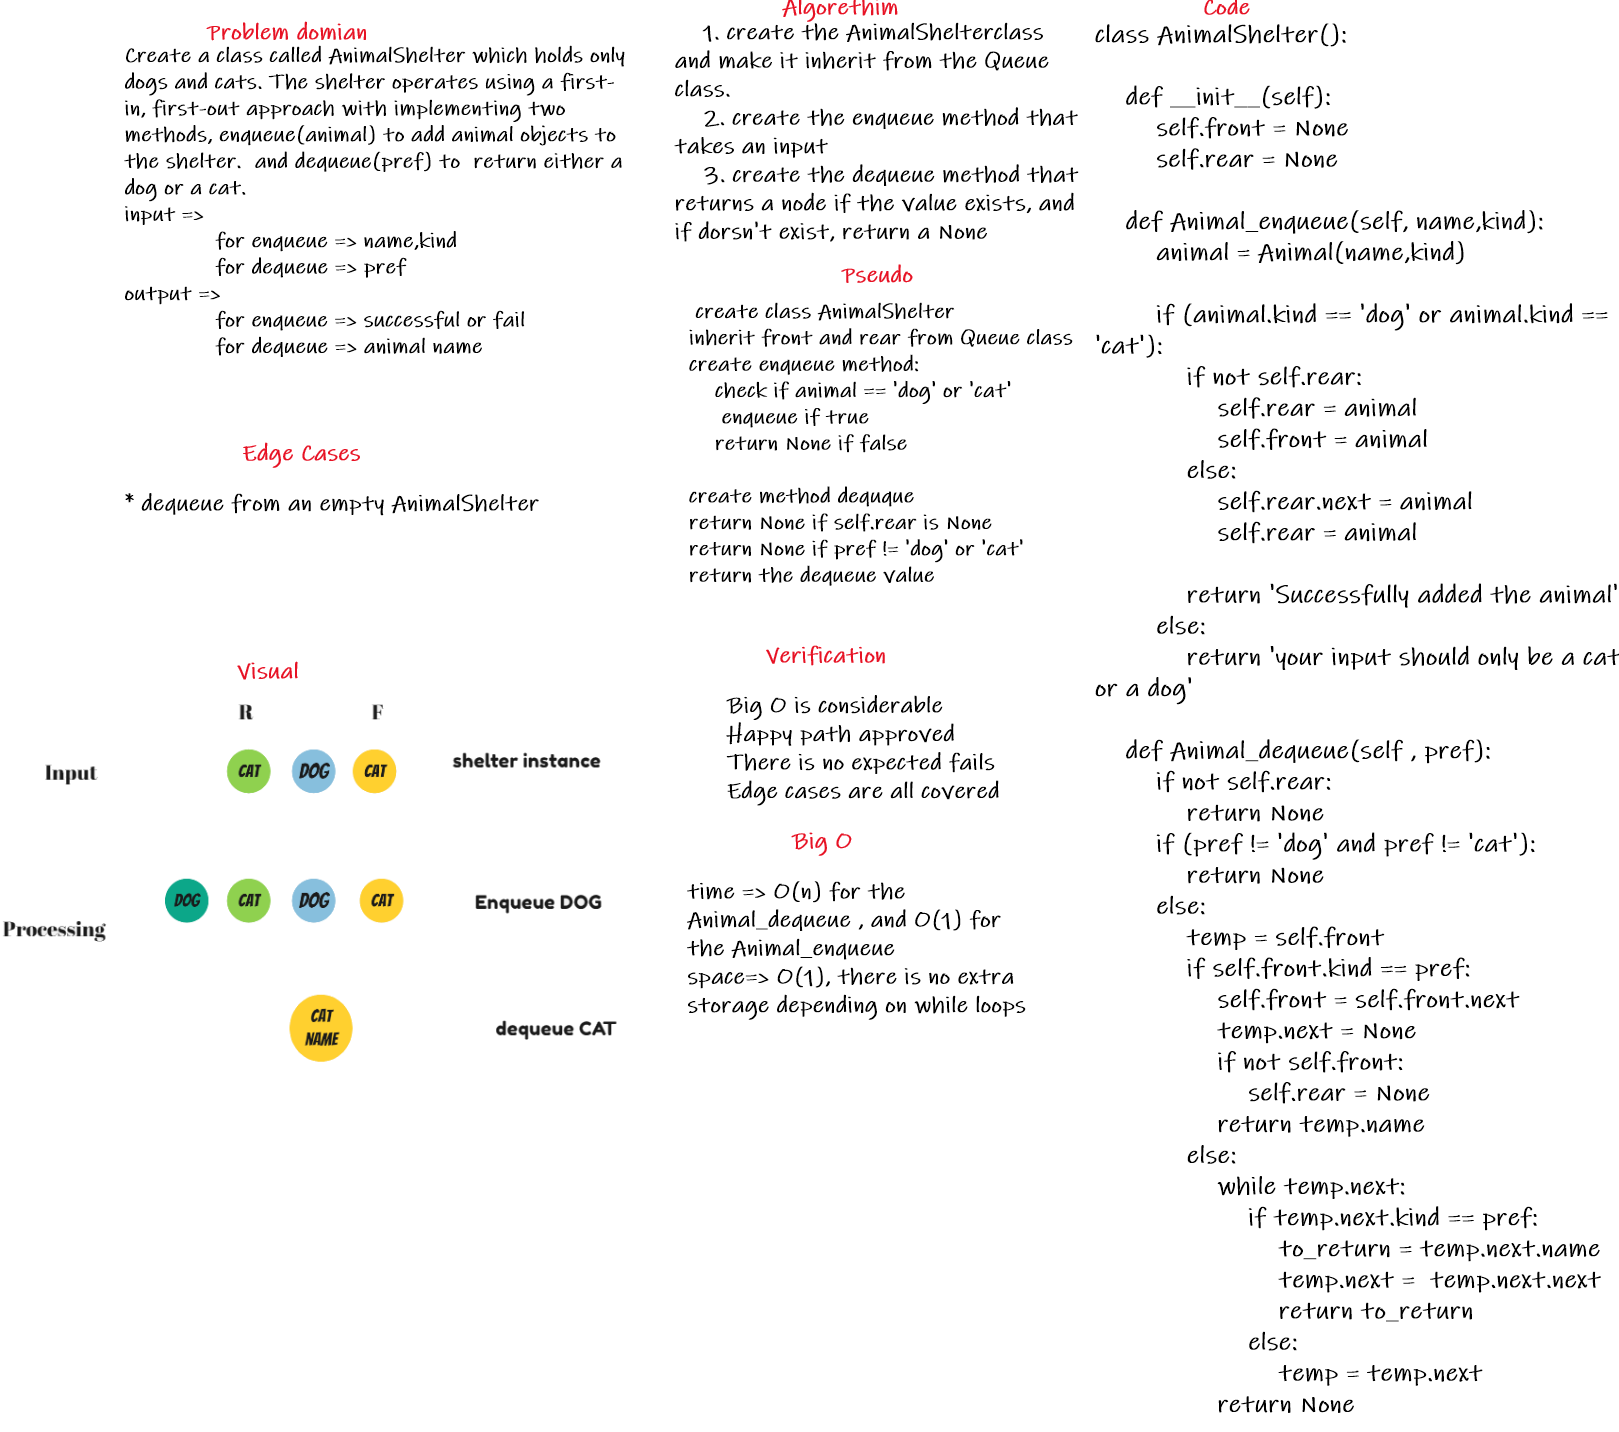 Problem domian
Create a class called AnimalShelter which holds only
dogs and cats. The shelter operates using a first-
in, first-out approach with implementing two
methods, enqueue(animal) to add animal objects to
the shelter.  and dequeue(pref) to  return either a
dog or a cat.
input =>
for enqueue => name,kind
for dequeue => pref
output =>
for enqueue => successful or fail
for dequeue => animal name
Edge Cases
* dequeue from an empty AnimalShelter
Visual
R F
Input CAT DOG CAT shelter instance
DOG CAT DOG CAT Enqueue DOG
Processing
CAT
NAME
dequeue CAT
Algorethim
1. create the AnimalShelterclass
and make it inherit from the Queue
class.
2. create the enqueue method that
takes an input
3. create the dequeue method that
returns a node if the value exists, and
if dorsn't exist, return a None
Pseudo
create class AnimalShelter
inherit front and rear from Queue class
create enqueue method:
check if animal == 'dog' or 'cat'
enqueue if true
return None if false
create method dequque
return None if self.rear is None
return None if pref != 'dog' or 'cat'
return the dequeue value
Verification
Big O is considerable
Happy path approved
There is no expected fails
Edge cases are all covered
Big O
time => O(n) for the
Animal_dequeue , and O(1) for
the Animal_enqueue
space=> O(1), there is no extra
storage depending on while loops
Code
class AnimalShelter():
def __init__(self):
self.front = None
self.rear = None
def Animal_enqueue(self, name,kind):
animal = Animal(name,kind)
if (animal.kind == 'dog' or animal.kind ==
'cat'):
if not self.rear:
self.rear = animal
self.front = animal
else:
self.rear.next = animal
self.rear = animal
return 'Successfully added the animal'
else:
return 'your input should only be a cat
or a dog'
def Animal_dequeue(self , pref):
if not self.rear:
return None
if (pref != 'dog' and pref != 'cat'):
return None
else:
temp = self.front
if self.front.kind == pref:
self.front = self.front.next
temp.next = None
if not self.front:
self.rear = None
return temp.name
else:
while temp.next:
if temp.next.kind == pref:
to_return = temp.next.name
temp.next =  temp.next.next
return to_return
else:
temp = temp.next
return None